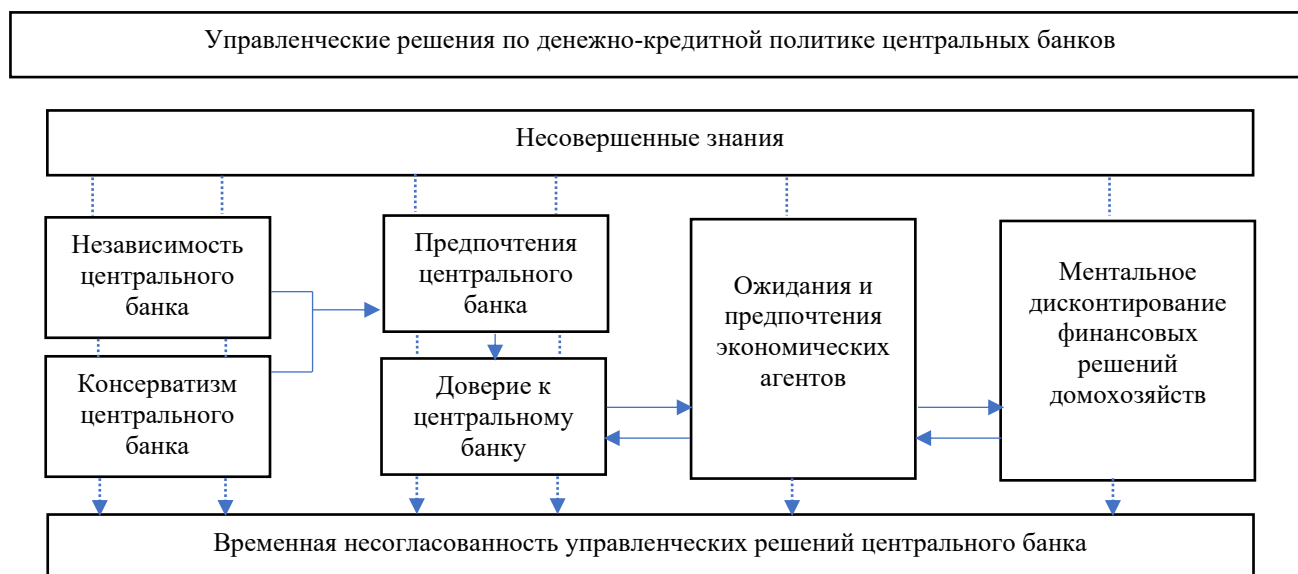 Управленческие решения по денежно-кредитной политике центральных банков
Несовершенные знания
Независимость
центрального
банка
Консерватизм
центрального
банка
Предпочтения
центрального
банка
Доверие к
центральному
банку
Ожидания и
предпочтения
экономических
агентов
Ментальное
дисконтирование
финансовых
решений
домохозяйств
Временная несогласованность управленческих решений центрального банка